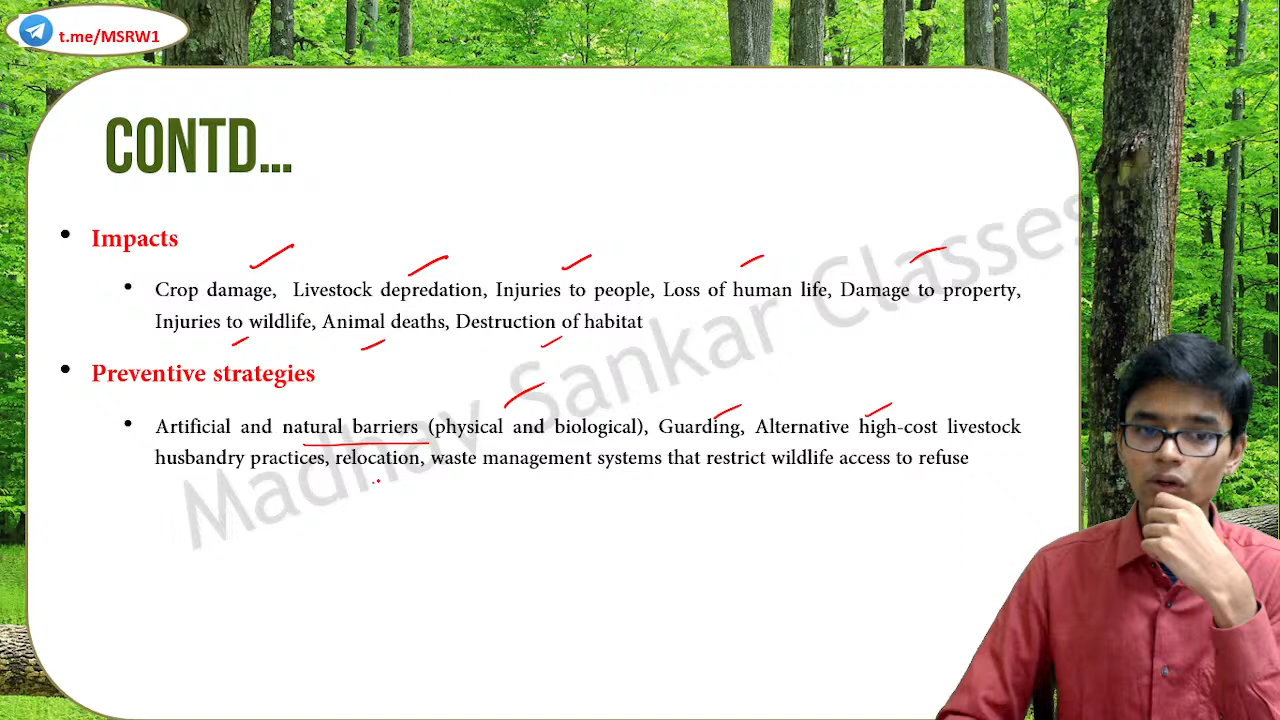 t.me/MSRW1
CONTD...
• Impacts
• Crop damage, Livestock depredation, Injuries to people, Loss of human life, Damage to property,
Injuries to wildlife, Animal deaths, Destruction of habitat
• Preventive strategies
• Artificial and natural barriers (physical and biological), Guarding, Alternative high-cost livestock
husbandry practices, relocation, waste management systems that restrict wildlife access to refuse
Madhav Sankar Classes